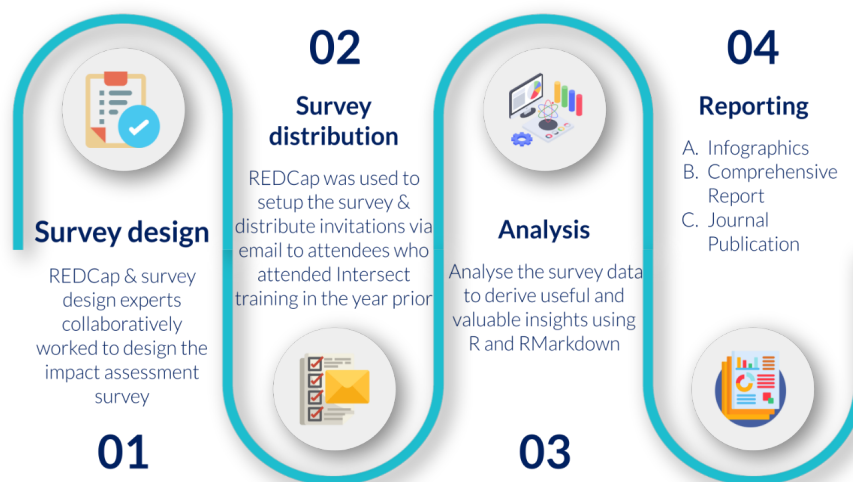 Survey design
REDCap & survey
design experts
collaboratively
worked to design the
impact assessment
survey
01
02
Survey
distribution
REDCap was used to
setup the survey &
distribute invitations via
email to attendees who
attended Intersect
training in the year prior
Analysis
Analyse the survey data
to derive useful and
valuable insights using
R and RMarkdown
03
04
Reporting
A. Infographics
B. Comprehensive
Report
C. Journal
Publication